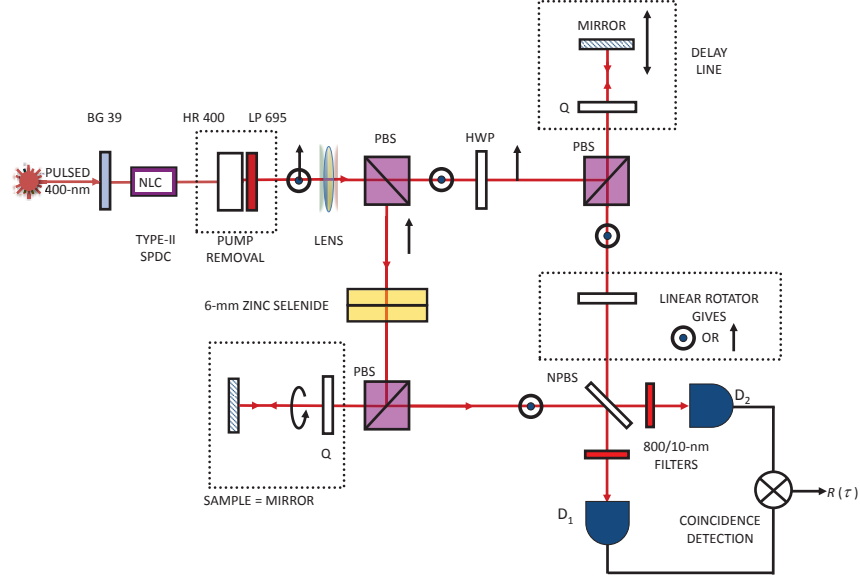 MIRROR
DELAY
LINE
Q
BG 39
HR 400
LP 695
PBS
HWP
PBS
PULSED
400-nm
NLC
TYPE-II
SPDC
PUMP
REMOVAL
LENS
6-mm ZINC SELENIDE
LINEAR ROTATOR
GIVES
OR
PBS
NPBS
D2
Q
800/10-nm
FILTERS
SAMPLE = MIRROR
D1
R(τ)
COINCIDENCE
DETECTION